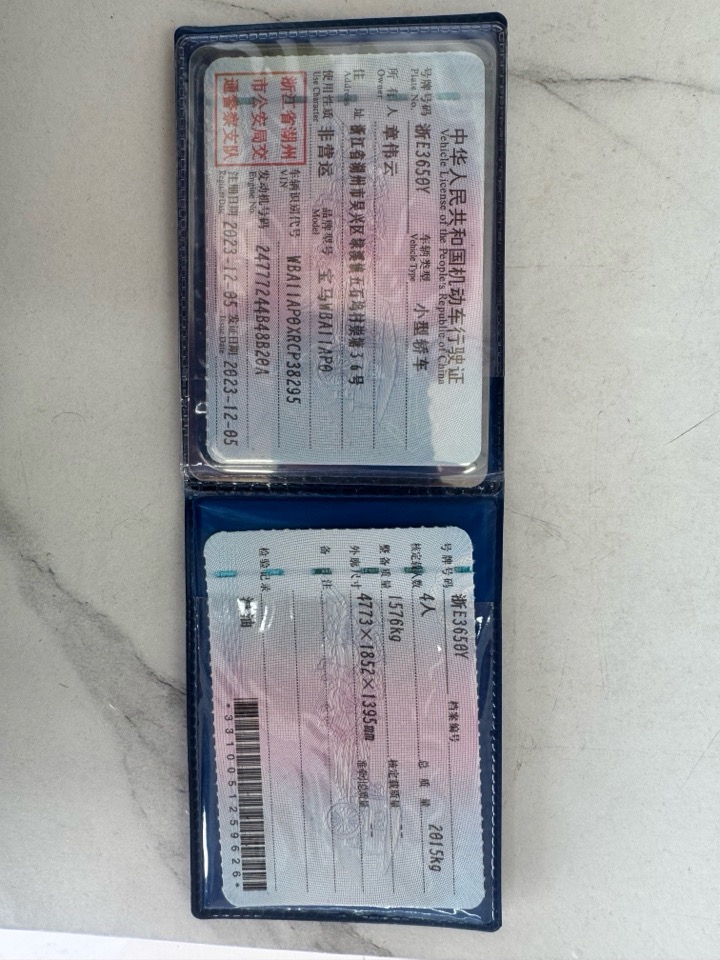 中华人民共和国机动车行驶证
Vehicle License of the People's Republic of China
号牌号码 浙E3650Y 车辆类型 小型轿车
Plate No. Vehicle Type
所有人 章伟云
Owner
住址 浙江省湖州市吴兴区 村 36号
Address
使用性质 非营运 品牌型号 宝马WBA11AP0
Use Character Model
浙江省湖州
市公安局交
通警察支队
车辆识别代号 WBA11AP0XRCP38295
VIN
发动机号码 24777244B48B20A
Engine No.
注册日期 2023-12-05 发证日期 2023-12-05
Register Date Issue Date
号牌号码 浙E3650Y 档案编号
核定载人数 4人 总质量 2015kg
整备质量 1576kg 核定载质量 --
外廓尺寸 4773×1852×1395mm 准牵引总质量 --
备注
检验记录 汽油
*3310051259626*